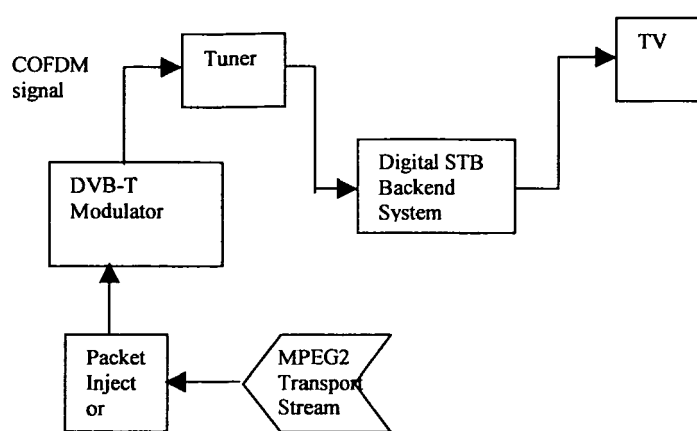 TV
Tuner
COFDM
signal
Digital STB
Backend
System
DVB-T
Modulator
Packet
Inject
or
MPEG2
Transport
Stream